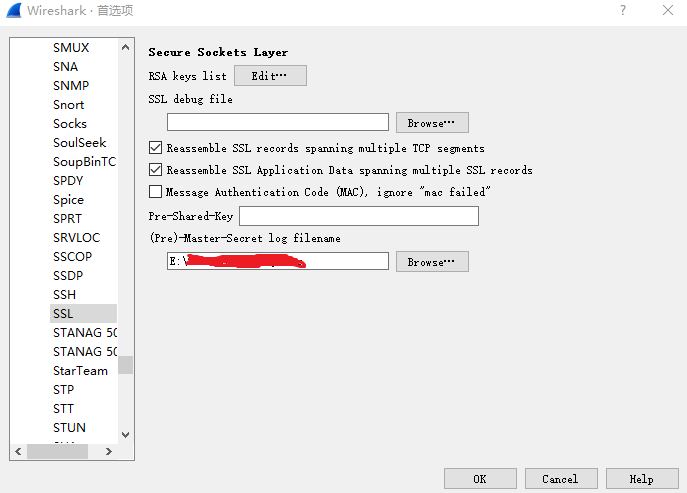 Wireshark · 首选项
SMUX
SNA
SNMP
Snort
Socks
SoulSeek
SoupBinTC
SPDY
Spice
SPRT
SRVLOC
SSCOP
SSDP
SSH
SSL
STANAG 50
STANAG 50
StarTeam
STP
STT
STUN
Secure Sockets Layer
RSA keys list Edit…
SSL debug file
Browse…
Reassemble SSL records spanning multiple TCP segments
Reassemble SSL Application Data spanning multiple SSL records
Message Authentication Code (MAC), ignore "mac failed"
Pre-Shared-Key
(Pre)-Master-Secret log filename
E:\ Browse…
OK Cancel Help